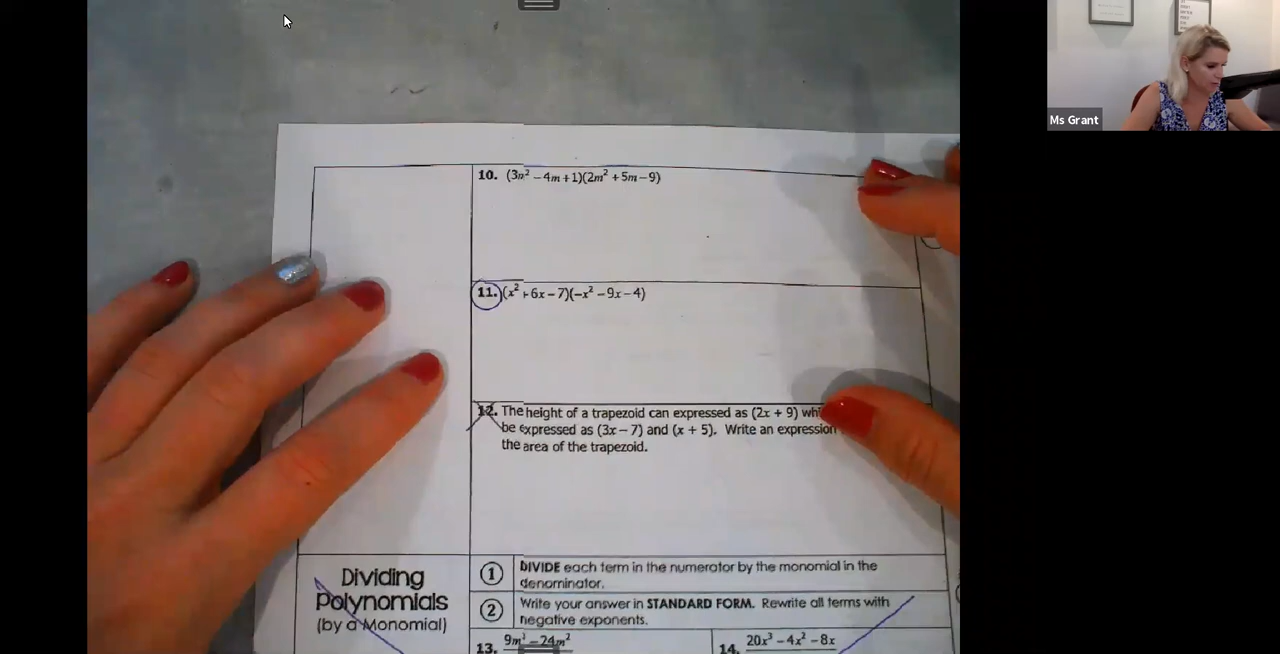 Ms Grant
10. (3m² - 4m + 1)(2m² + 5m - 9)
11. (x² + 6x - 7)(-x² - 9x - 4)
12. The height of a trapezoid can expressed as (2x + 9)
be expressed as (3x - 7) and (x + 5). Write an expression
the area of the trapezoid.
Dividing
Polynomials
(by a Monomial)
1 DIVIDE each term in the numerator by the monomial in the
denominator.
2 Write your answer in STANDARD FORM. Rewrite all terms with
negative exponents.
13. 9m³ - 24m²
14. 20x³ - 4x² - 8x